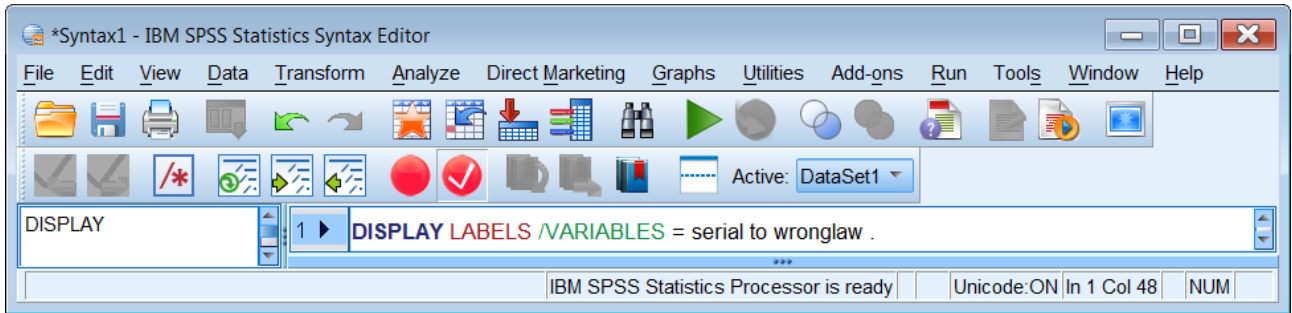 *Syntax1 - IBM SPSS Statistics Syntax Editor
File Edit View Data Transform Analyze Direct Marketing Graphs Utilities Add-ons Run Tools Window Help
/* Active: DataSet1
DISPLAY
1 DISPLAY LABELS /VARIABLES = serial to wronglaw .
IBM SPSS Statistics Processor is ready Unicode:ON In 1 Col 48 NUM